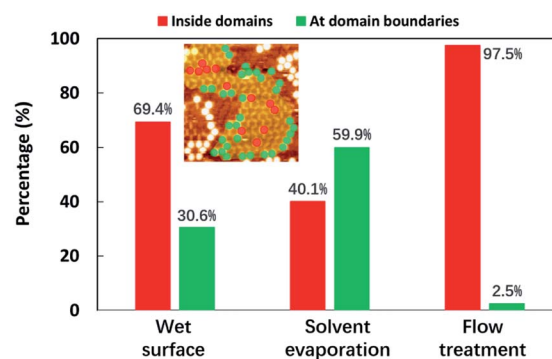 Inside domains At domain boundaries
Percentage (%)
100
80
60
40
20
0
69.4%
30.6%
40.1%
59.9%
97.5%
2.5%
Wet surface
Solvent evaporation
Flow treatment